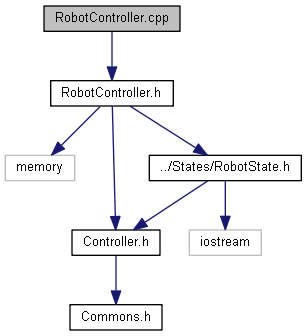 RobotController.cpp
RobotController.h
memory
../States/RobotState.h
Controller.h
iostream
Commons.h